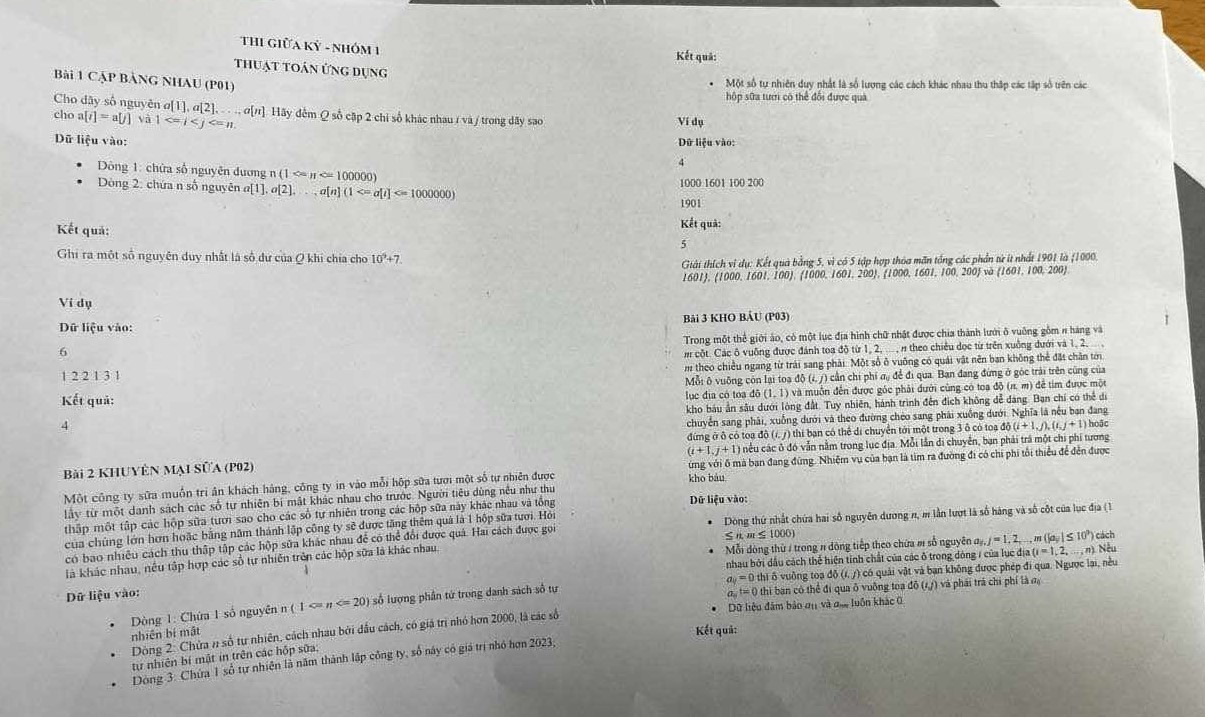 THI GIỮA KỲ - NHÓM 1
THUẬT TOÁN ỨNG DỤNG
Bài 1 CẶP BẰNG NHAU (P01)
Cho dãy số nguyên a[1], a[2], . . ., a[n]. Hãy đếm Q số cặp 2 chỉ số khác nhau i và j trong dãy sao
cho a[i] = a[j] và 1 <= i < j <= n.
Dữ liệu vào:
• Dòng 1: chứa số nguyên dương n (1 <= n <= 100000)
• Dòng 2: chứa n số nguyên a[1], a[2], . . ., a[n] (1 <= a[i] <= 1000000)
Kết quả:
Ghi ra một số nguyên duy nhất là số dư của Q khi chia cho 10⁹+7.
Ví dụ
Dữ liệu vào:
6
1 2 2 1 3 1
Kết quả:
4
Bài 2 KHUYẾN MẠI SỮA (P02)
Một công ty sữa muốn tri ân khách hàng, công ty in vào mỗi hộp sữa tươi một số tự nhiên được
lấy từ một danh sách các số tự nhiên bí mật khác nhau cho trước. Người tiêu dùng nếu như thu
thập một tập các hộp sữa tươi sao cho các số tự nhiên trong các hộp sữa này khác nhau và tổng
của chúng lớn hơn hoặc bằng năm thành lập công ty sẽ được tặng thêm quà là 1 hộp sữa tươi. Hỏi
có bao nhiêu cách thu thập tập các hộp sữa khác nhau để có thể đổi được quà. Hai cách được gọi
là khác nhau, nếu tập hợp các số tự nhiên trên các hộp sữa là khác nhau.
Dữ liệu vào:
• Dòng 1: Chứa 1 số nguyên n ( 1 <= n <= 20) số lượng phần tử trong danh sách số tự
nhiên bí mật
• Dòng 2: Chứa n số tự nhiên, cách nhau bởi dấu cách, có giá trị nhỏ hơn 2000, là các số
tự nhiên bí mật in trên các hộp sữa;
• Dòng 3: Chứa 1 số tự nhiên là năm thành lập công ty, số này có giá trị nhỏ hơn 2023;
Kết quả:
• Một số tự nhiên duy nhất là số lượng các cách khác nhau thu thập các tập số trên các
hộp sữa tươi có thể đổi được quà
Ví dụ
Dữ liệu vào:
4
1000 1601 100 200
1901
Kết quả:
5
Giải thích ví dụ: Kết quả bằng 5, vì có 5 tập hợp thỏa mãn tổng các phần tử ít nhất 1901 là {1000,
1601}, {1000, 1601, 100}, {1000, 1601, 200}, {1000, 1601, 100, 200} và {1601, 100, 200}.
Bài 3 KHO BÁU (P03)
Trong một thế giới ảo, có một lục địa hình chữ nhật được chia thành lưới ô vuông gồm n hàng và
m cột. Các ô vuông được đánh toạ độ từ 1, 2, ..., n theo chiều dọc từ trên xuống dưới và 1, 2, ...,
m theo chiều ngang từ trái sang phải. Một số ô vuông có quái vật nên bạn không thể đặt chân tới.
Mỗi ô vuông còn lại toạ độ (i, j) cần chi phí aᵢⱼ để đi qua. Bạn đang đứng ở góc trái trên cùng của
lục địa có toạ độ (1, 1) và muốn đến được góc phải dưới cùng có toạ độ (n, m) để tìm được một
kho báu ẩn sâu dưới lòng đất. Tuy nhiên, hành trình đến đích không dễ dàng. Bạn chỉ có thể di
chuyển sang phải, xuống dưới và theo đường chéo sang phải xuống dưới. Nghĩa là nếu bạn đang
đứng ở ô có toạ độ (i, j) thì bạn có thể di chuyển tới một trong 3 ô có toạ độ (i + 1, j), (i, j + 1) hoặc
(i + 1, j + 1) nếu các ô đó vẫn nằm trong lục địa. Mỗi lần di chuyển, bạn phải trả một chi phí tương
ứng với ô mà bạn đang đứng. Nhiệm vụ của bạn là tìm ra đường đi có chi phí tối thiểu để đến được
kho báu.
Dữ liệu vào:
• Dòng thứ nhất chứa hai số nguyên dương n, m lần lượt là số hàng và số cột của lục địa (1
≤ n, m ≤ 1000)
• Mỗi dòng thứ i trong n dòng tiếp theo chứa m số nguyên aᵢⱼ, j = 1, 2, ..., m (|aᵢⱼ| ≤ 10⁹) cách
nhau bởi dấu cách thể hiện tính chất của các ô trong dòng i của lục địa (i = 1, 2, ..., n). Nếu
aᵢⱼ = 0 thì ô vuông toạ độ (i, j) có quái vật và bạn không được phép đi qua. Ngược lại, nếu
aᵢⱼ != 0 thì bạn có thể đi qua ô vuông toạ độ (i,j) và phải trả chi phí là aᵢⱼ
• Dữ liệu đảm bảo a₁₁ và aₙₘ luôn khác 0.
Kết quả: